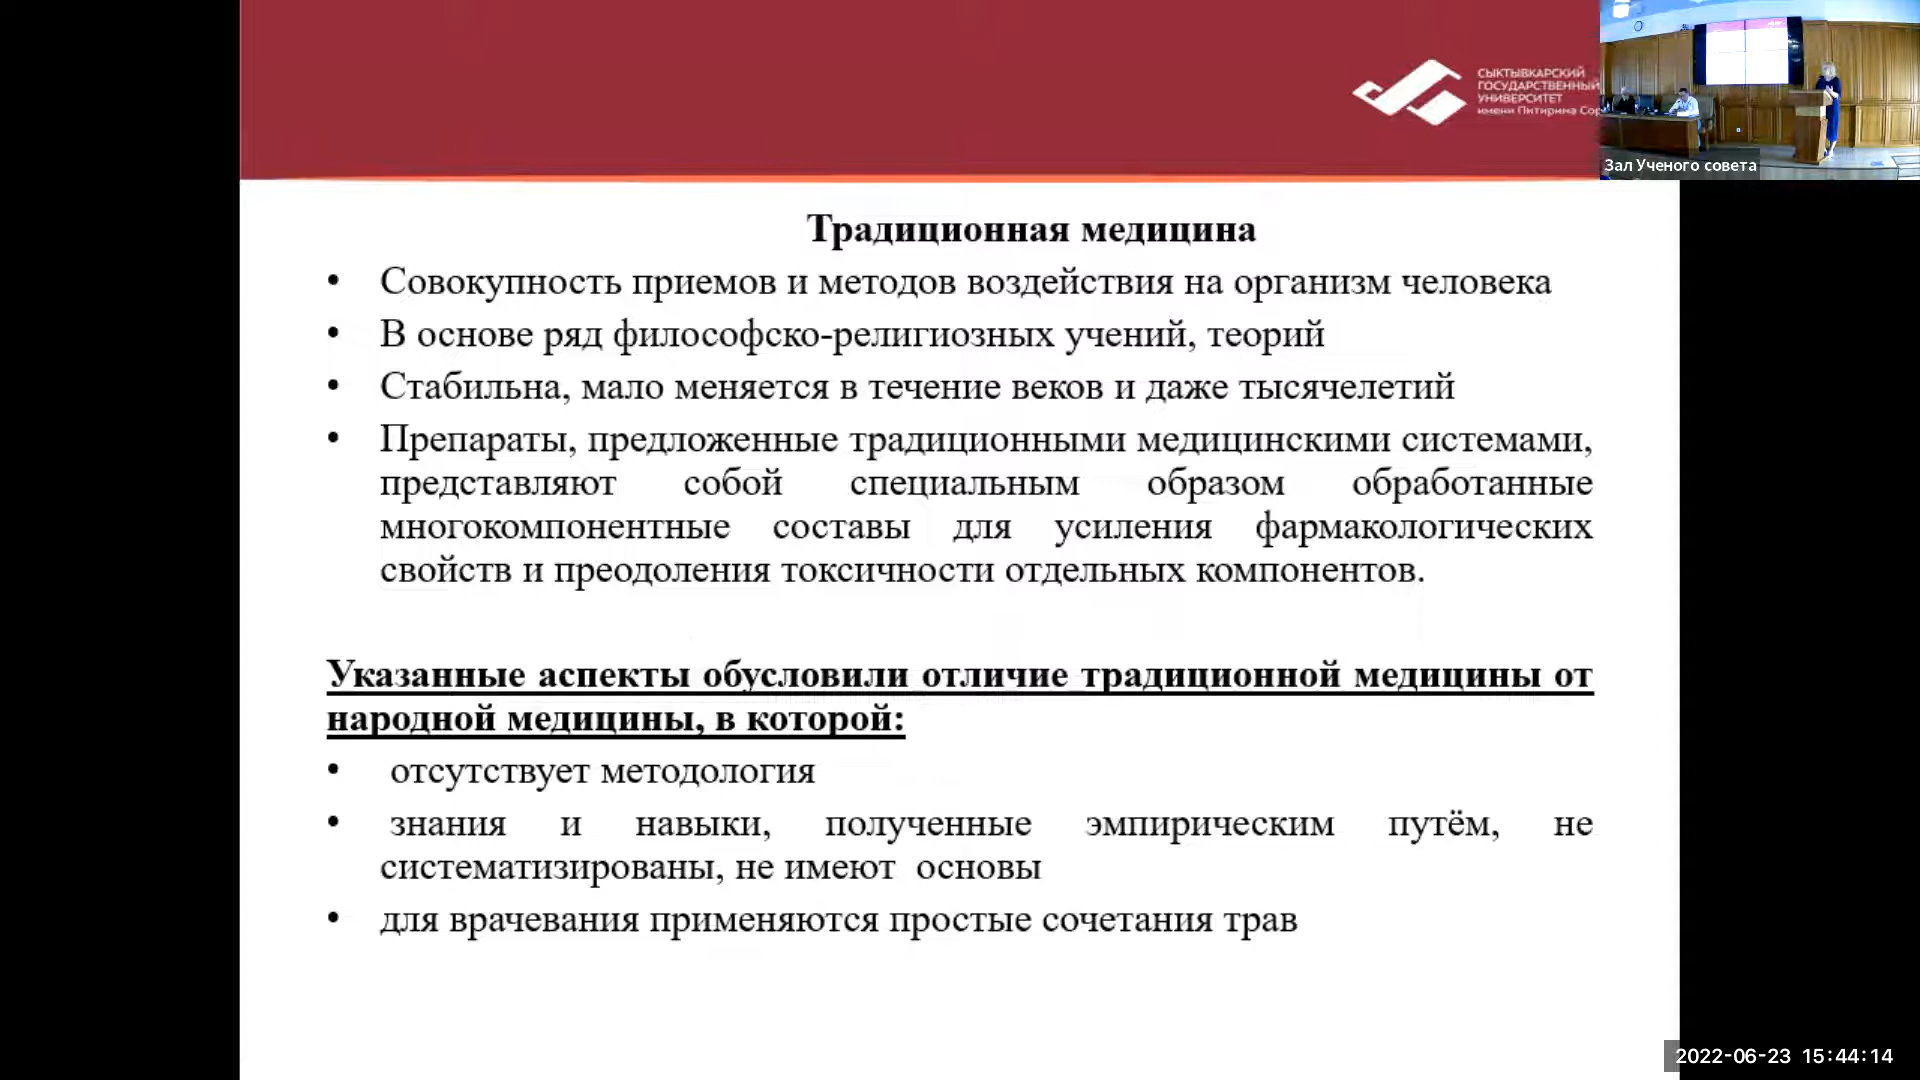 СЫКТЫВКАРСКИЙ
ГОСУДАРСТВЕННЫЙ
УНИВЕРСИТЕТ
имени Питирима Сор
Зал Ученого совета
Традиционная медицина
• Совокупность приемов и методов воздействия на организм человека
• В основе ряд философско-религиозных учений, теорий
• Стабильна, мало меняется в течение веков и даже тысячелетий
• Препараты, предложенные традиционными медицинскими системами,
представляют собой специальным образом обработанные
многокомпонентные составы для усиления фармакологических
свойств и преодоления токсичности отдельных компонентов.
Указанные аспекты обусловили отличие традиционной медицины от
народной медицины, в которой:
• отсутствует методология
• знания и навыки, полученные эмпирическим путём, не
систематизированы, не имеют основы
• для врачевания применяются простые сочетания трав
2022-06-23 15:44:14